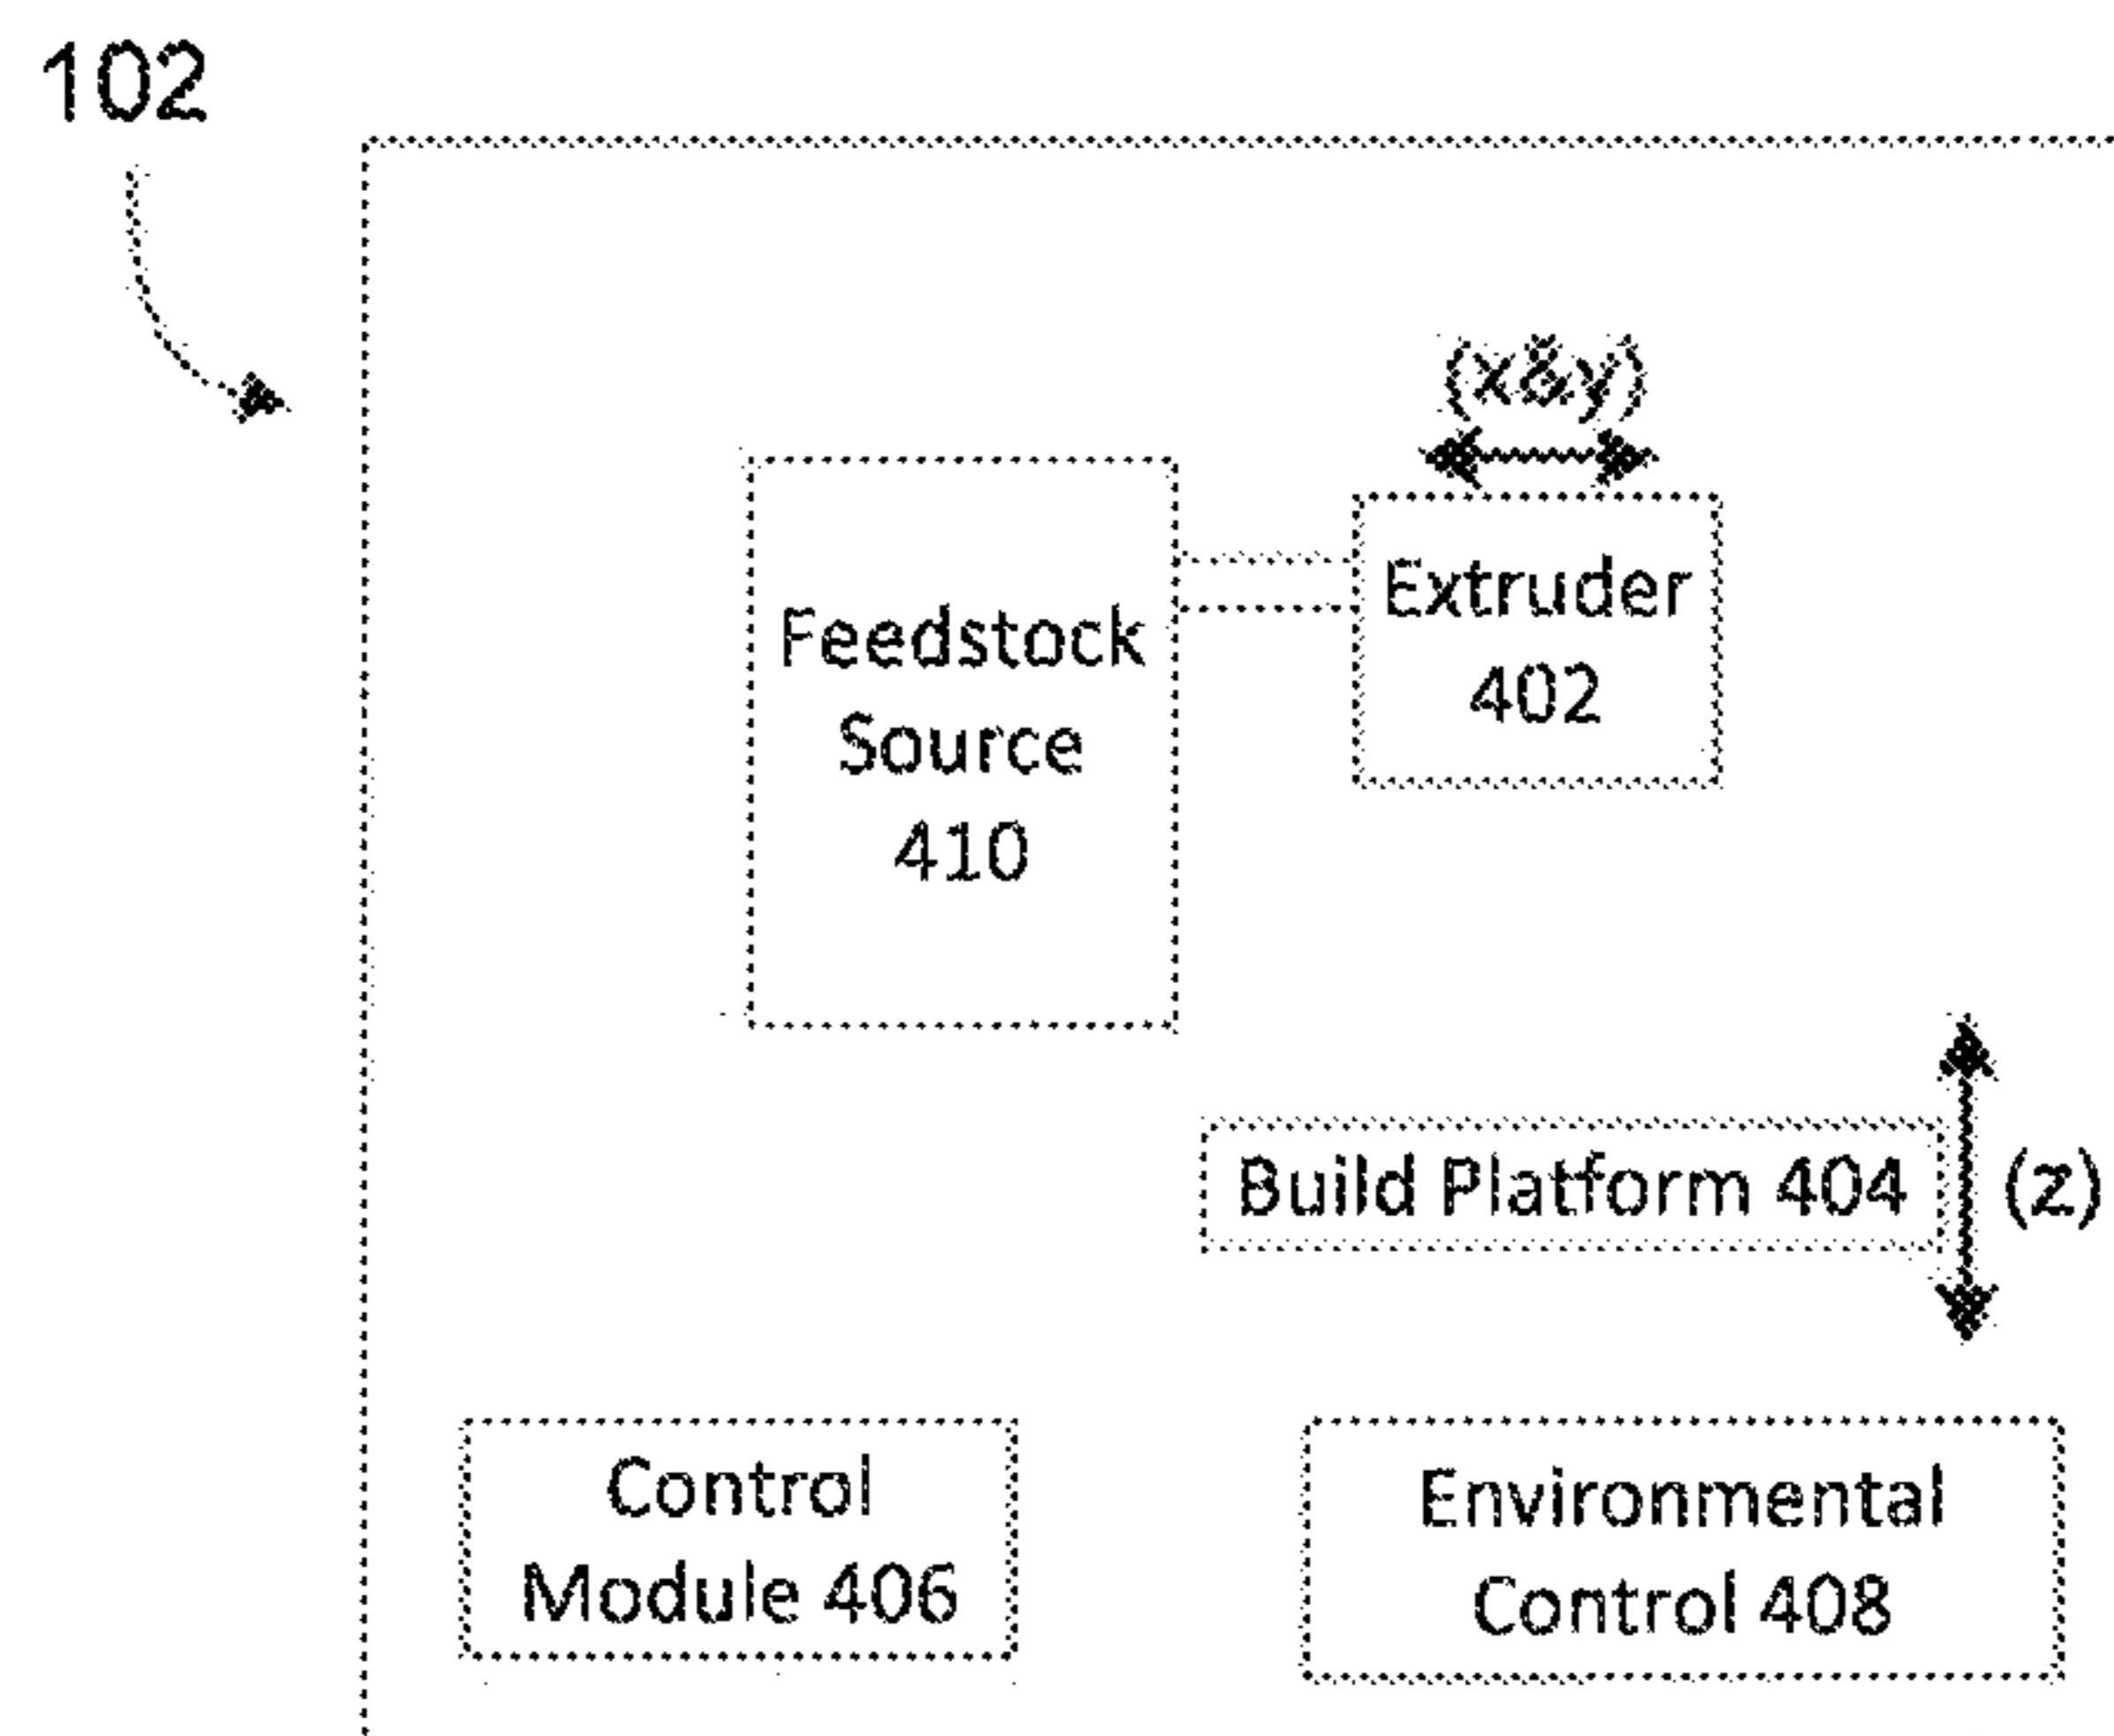 102
(x&y)
Extruder
402
Feedstock
Source
410
Build Platform 404
(z)
Control
Module 406
Environmental
Control 408